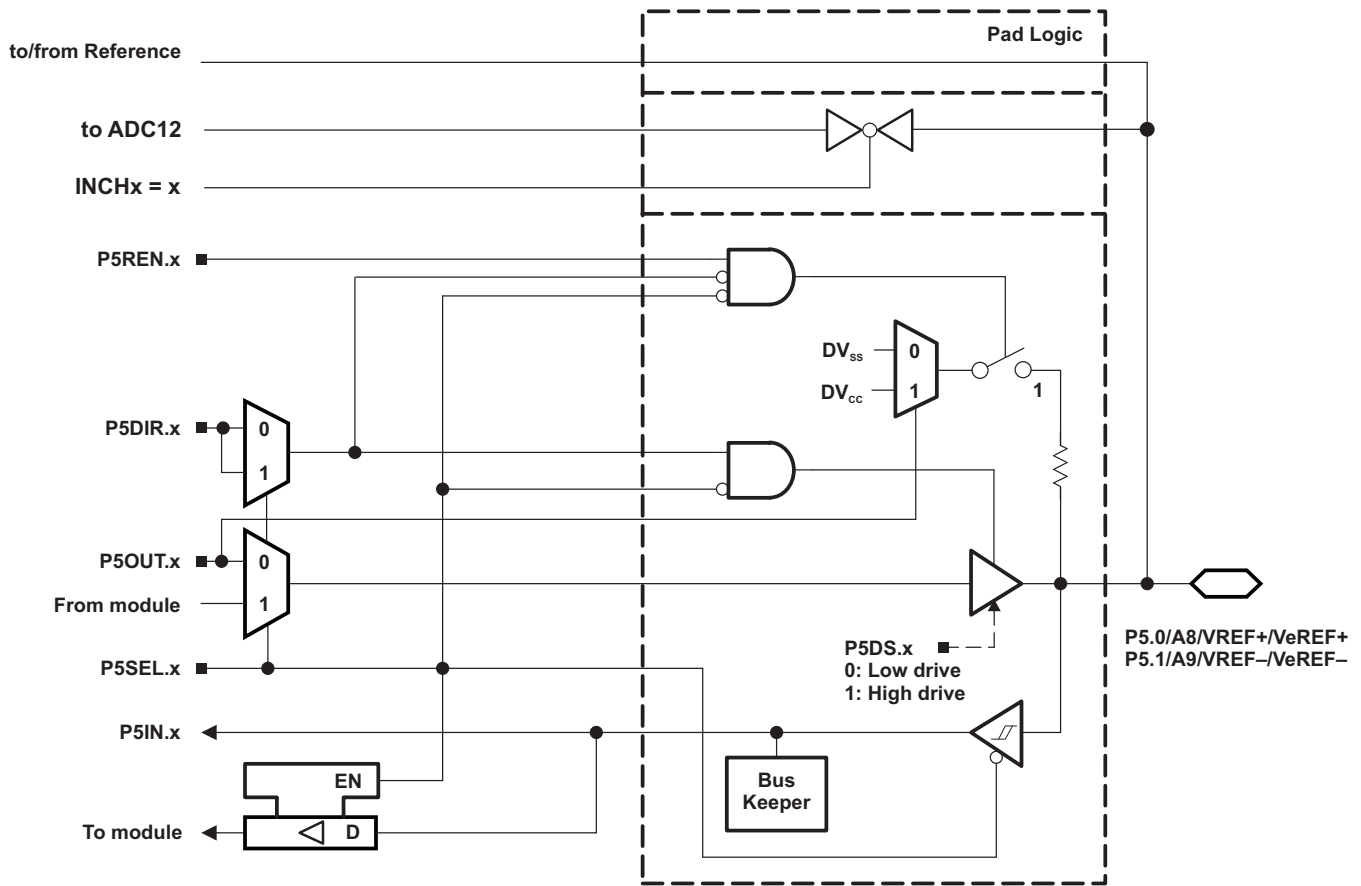 Pad Logic
to/from Reference
to ADC12
INCHx = x
P5REN.x
DVSS
0
DVCC
1
1
P5DIR.x
0
1
P5OUT.x
0
From module
1
P5SEL.x
P5DS.x
0: Low drive
1: High drive
P5.0/A8/VREF+/VeREF+
P5.1/A9/VREF–/VeREF–
P5IN.x
Bus
Keeper
EN
To module
D